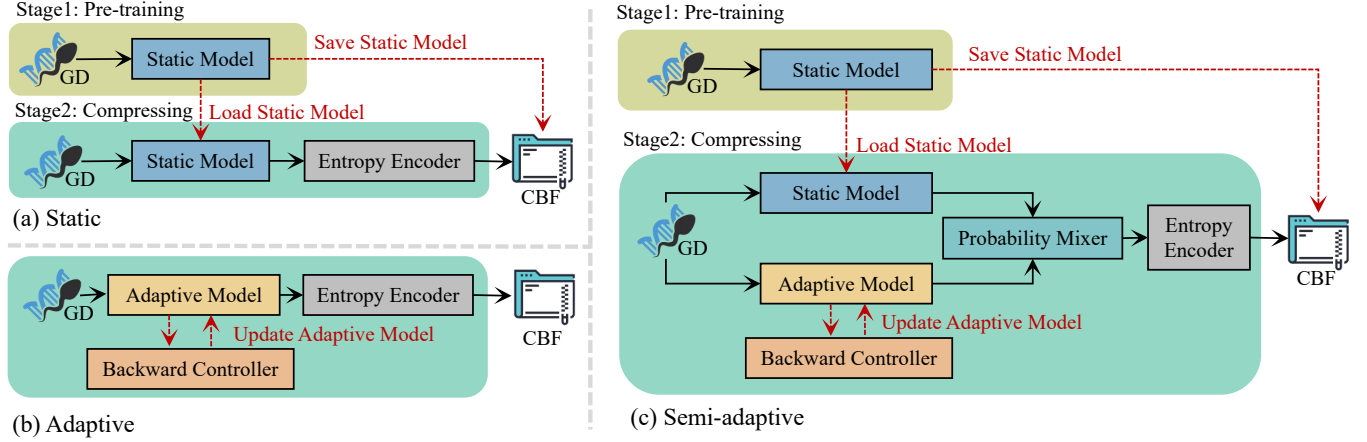 Stage1: Pre-training
GD
Static Model
Save Static Model
Stage2: Compressing
Load Static Model
GD
Static Model
Entropy Encoder
CBF
(a) Static
GD
Adaptive Model
Entropy Encoder
CBF
Update Adaptive Model
Backward Controller
(b) Adaptive
Stage1: Pre-training
GD
Static Model
Save Static Model
Stage2: Compressing
Load Static Model
Static Model
GD
Probability Mixer
Entropy
Encoder
CBF
Adaptive Model
Update Adaptive Model
Backward Controller
(c) Semi-adaptive